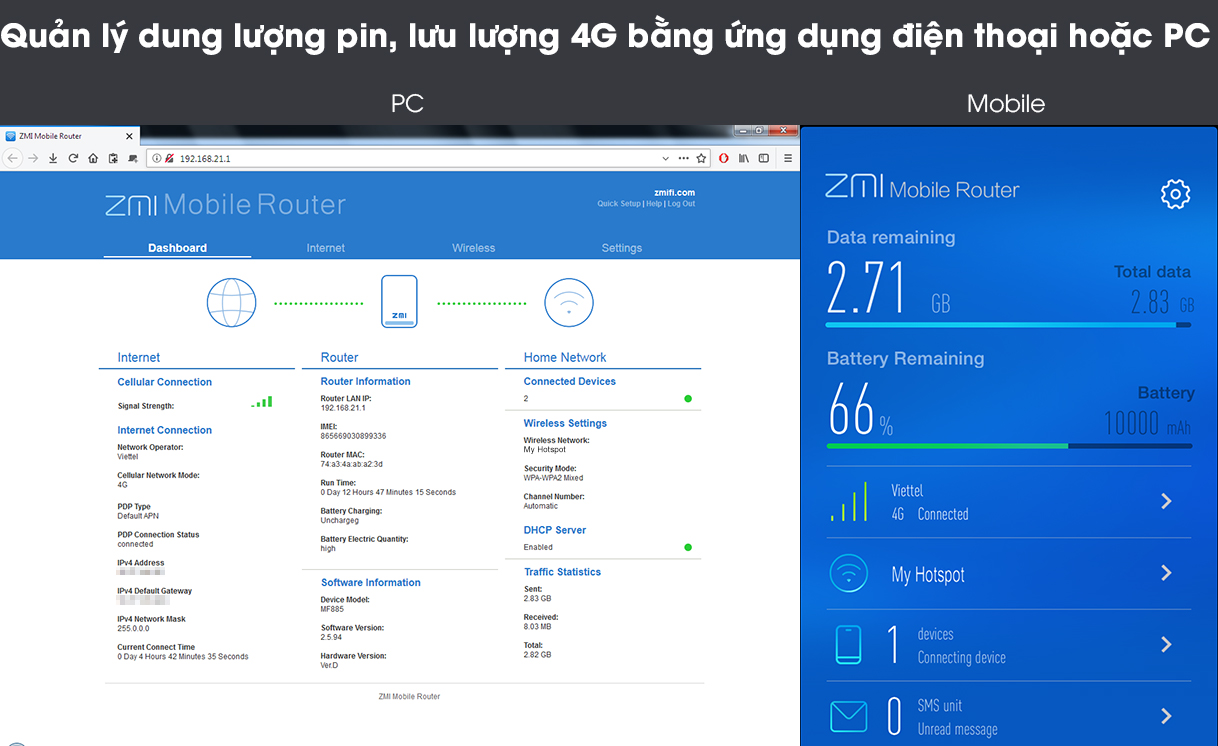 Quản lý dung lượng pin, lưu lượng 4G bằng ứng dụng điện thoại hoặc PC
PC
Mobile
ZMI Mobile Router
192.168.21.1
ZMI Mobile Router
zmifi.com
Quick Setup | Help | Log Out
Dashboard
Internet
Wireless
Settings
ZMI
Internet
Cellular Connection
Signal Strength:
Internet Connection
Network Operator:
Viettel
Cellular Network Mode:
4G
PDP Type
Default APN
PDP Connection Status
connected
IPv4 Address
IPv4 Default Gateway
IPv4 Network Mask
255.0.0.0
Current Connect Time
0 Day 4 Hours 42 Minutes 35 Seconds
Router
Router Information
Router LAN IP:
192.168.21.1
IMEI:
865669030899336
Router MAC:
74:a3:4a:ab:a2:3d
Run Time:
0 Day 12 Hours 47 Minutes 15 Seconds
Battery Charging:
Unchargeg
Battery Electric Quantity:
high
Software Information
Device Model:
MF885
Software Version:
2.5.94
Hardware Version:
Ver.D
Home Network
Connected Devices
2
Wireless Settings
Wireless Network:
My Hotspot
Security Mode:
WPA-WPA2 Mixed
Channel Number:
Automatic
DHCP Server
Enabled
Traffic Statistics
Sent:
2.83 GB
Received:
8.03 MB
Total:
2.82 GB
ZMI Mobile Router
ZMI Mobile Router
Data remaining
2.71 GB
Total data
2.83 GB
Battery Remaining
66 %
Battery
10000 mAh
Viettel
4G Connected
My Hotspot
1 devices
Connecting device
0 SMS unit
Unread message